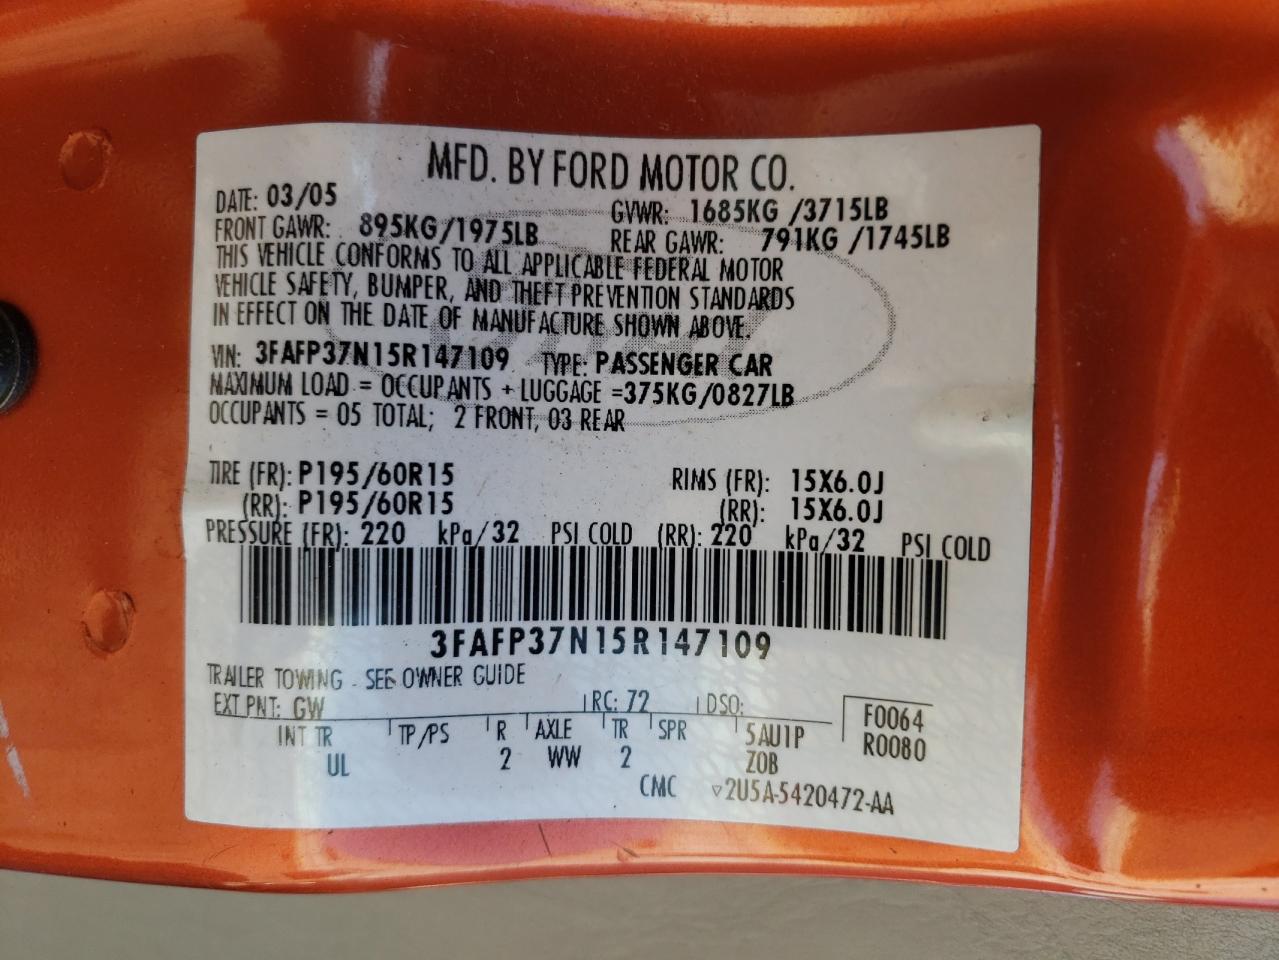 MFD. BY FORD MOTOR CO.
DATE: 03/05 GVWR: 1685KG /3715LB
FRONT GAWR: 895KG/1975LB REAR GAWR: 791KG /1745LB
THIS VEHICLE CONFORMS TO ALL APPLICABLE FEDERAL MOTOR
VEHICLE SAFETY, BUMPER, AND THEFT PREVENTION STANDARDS
IN EFFECT ON THE DATE OF MANUFACTURE SHOWN ABOVE.
VIN: 3FAFP37N15R147109 TYPE: PASSENGER CAR
MAXIMUM LOAD = OCCUPANTS + LUGGAGE =375KG/0827LB
OCCUPANTS = 05 TOTAL; 2 FRONT, 03 REAR
TIRE (FR): P195/60R15 RIMS (FR): 15X6.0J
(RR): P195/60R15 (RR): 15X6.0J
PRESSURE (FR): 220 kPa/32 PSI COLD (RR): 220 kPa/32 PSI COLD
3FAFP37N15R147109
TRAILER TOWING - SEE OWNER GUIDE
EXT PNT: GW RC: 72 DSO: F0064
INT TR TP/PS R AXLE TR SPR 5AU1P R0080
UL 2 WW 2 Z0B
CMC ▽2U5A-5420472-AA